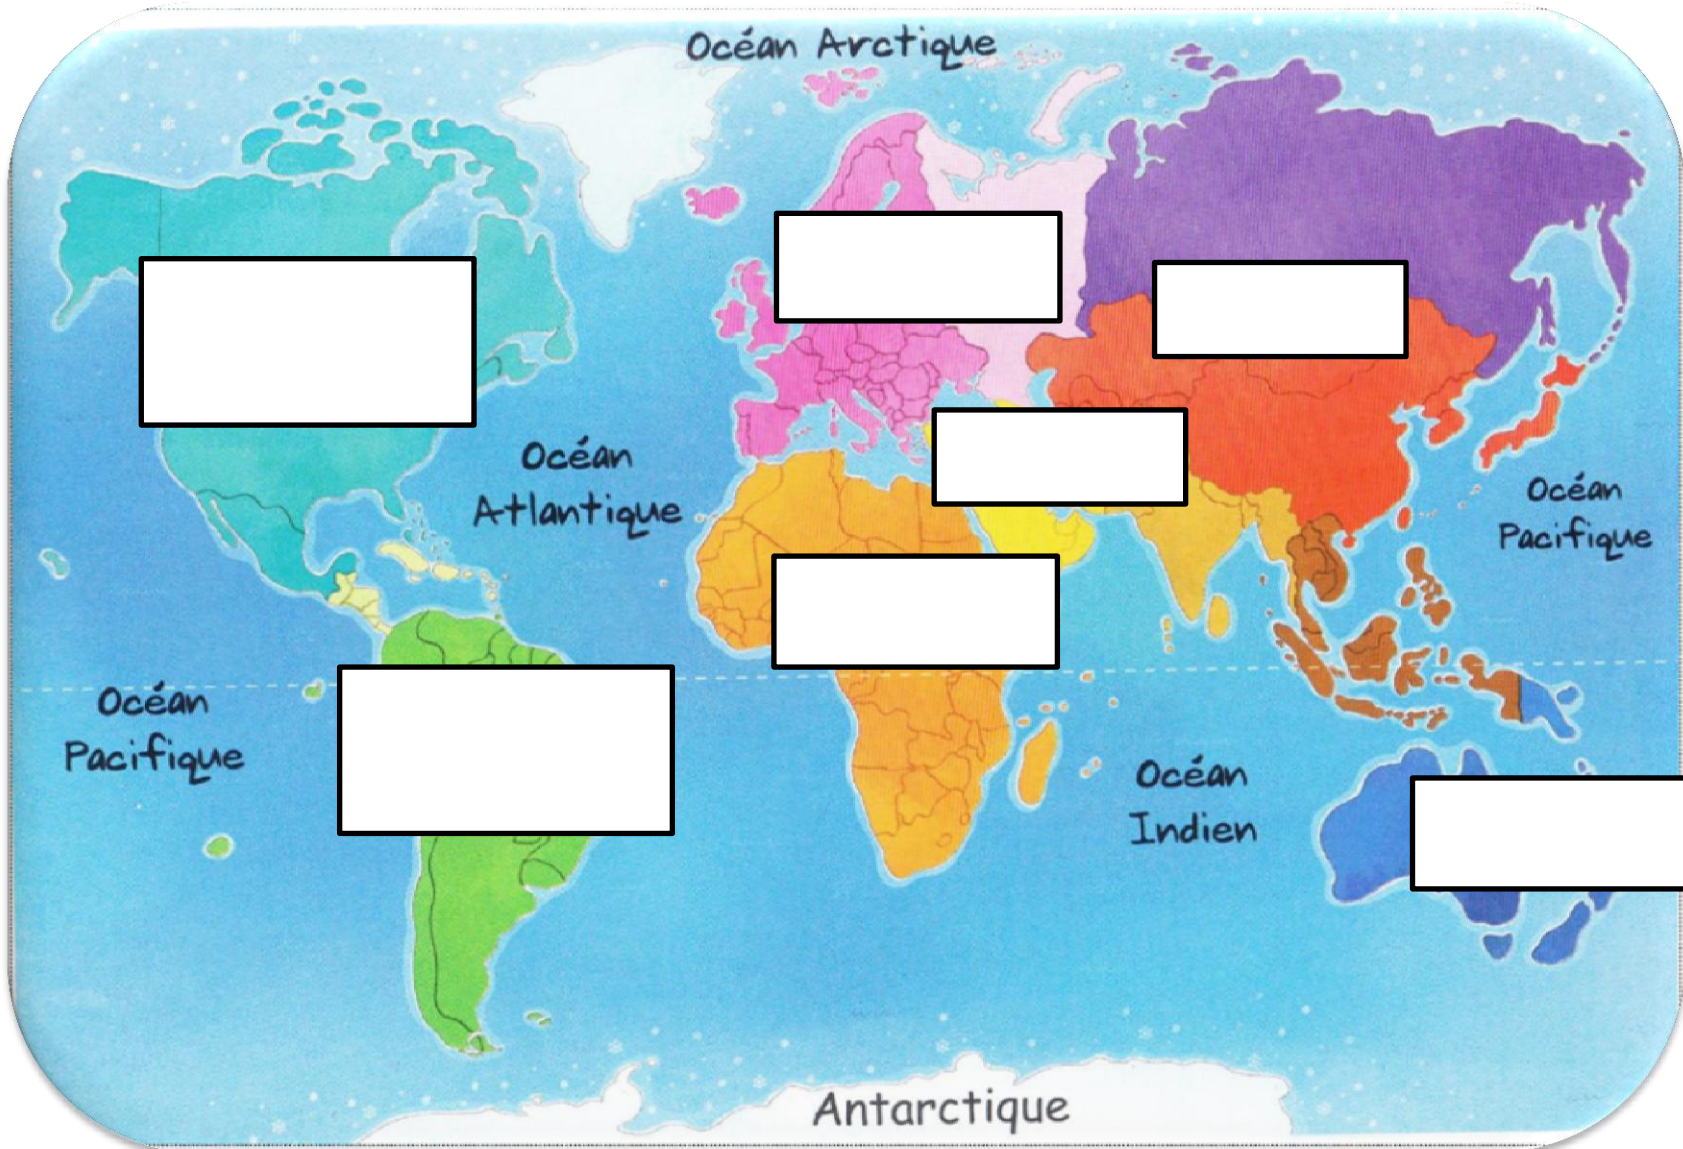 Océan Arctique
Océan
Atlantique
Océan
Pacifique
Océan
Pacifique
Océan
Indien
Antarctique